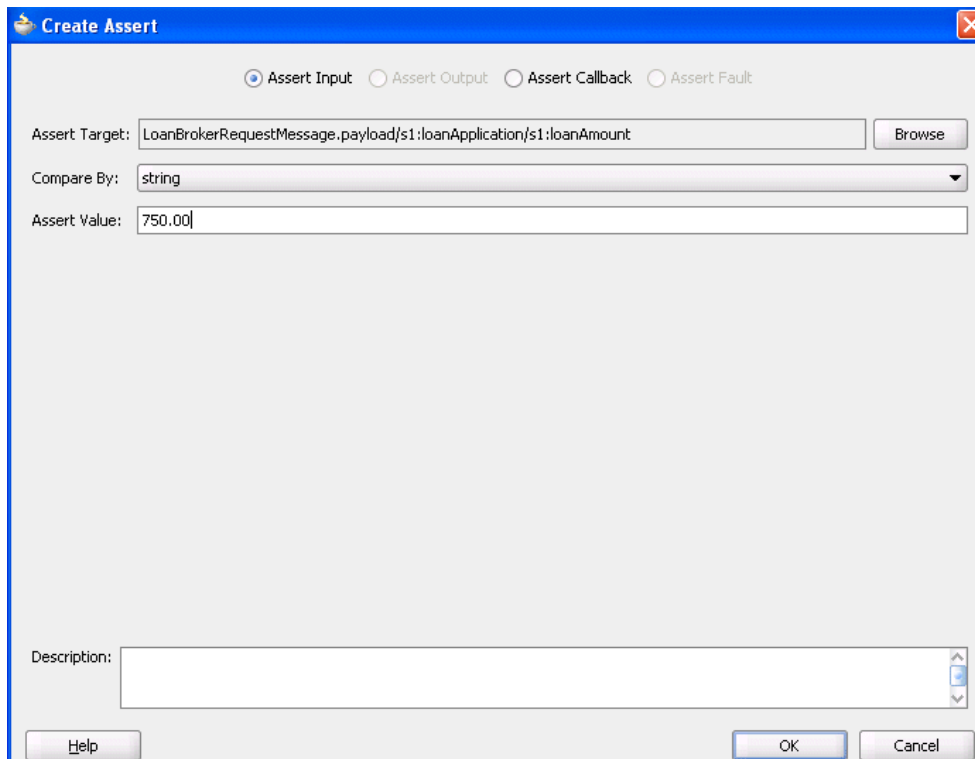 Create Assert
Assert Input Assert Output Assert Callback Assert Fault
Assert Target: LoanBrokerRequestMessage.payload/s1:loanApplication/s1:loanAmount Browse
Compare By: string
Assert Value: 750.00
Description:
Help OK Cancel